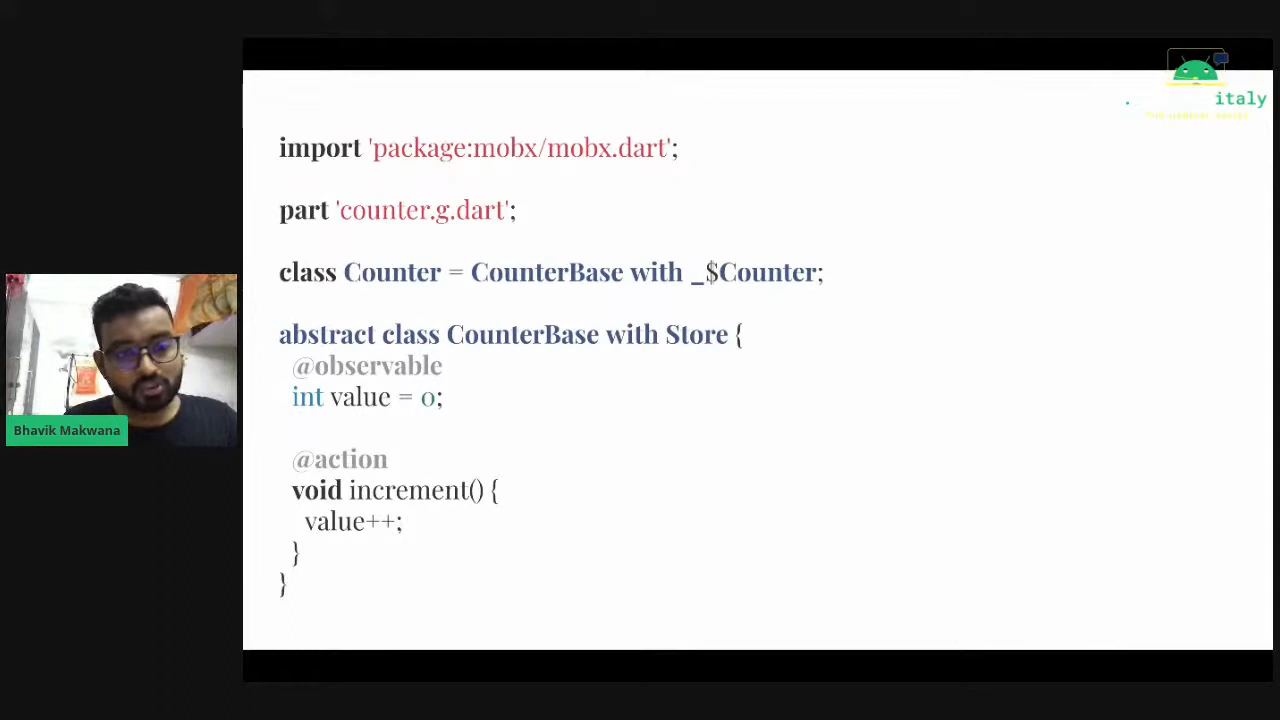 italy
import 'package:mobx/mobx.dart';
part 'counter.g.dart';
class Counter = CounterBase with _$Counter;
abstract class CounterBase with Store {
@observable
int value = 0;
@action
void increment() {
value++;
}
}
Bhavik Makwana